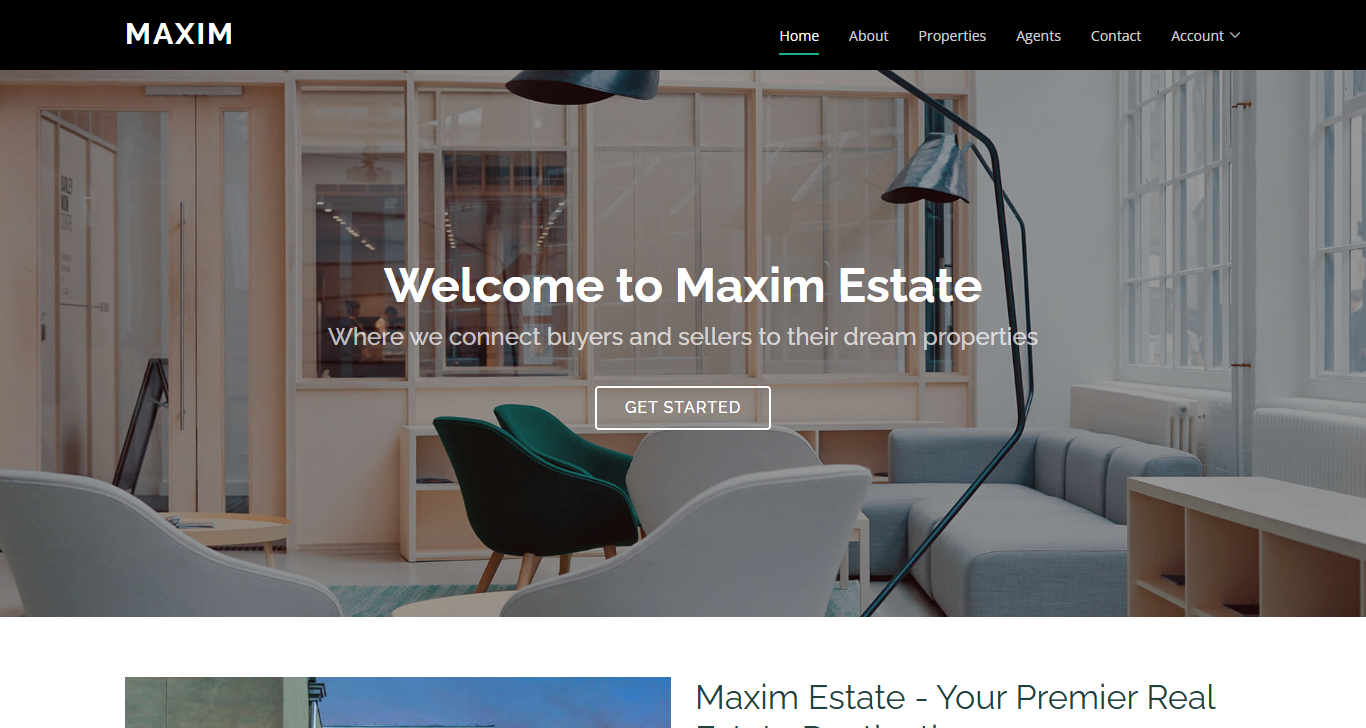 MAXIM
Home About Properties Agents Contact Account
Welcome to Maxim Estate
Where we connect buyers and sellers to their dream properties
GET STARTED
Maxim Estate - Your Premier Real